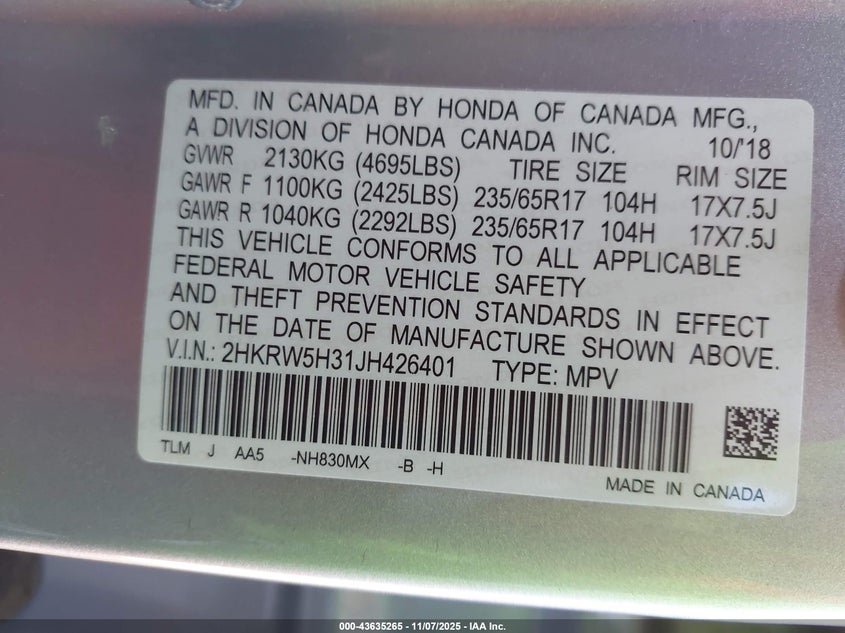 MFD. IN CANADA BY HONDA OF CANADA MFG.,
A DIVISION OF HONDA CANADA INC. 10/'18
GVWR 2130KG (4695LBS) TIRE SIZE RIM SIZE
GAWR F 1100KG (2425LBS) 235/65R17 104H 17X7.5J
GAWR R 1040KG (2292LBS) 235/65R17 104H 17X7.5J
THIS VEHICLE CONFORMS TO ALL APPLICABLE
FEDERAL MOTOR VEHICLE SAFETY
AND THEFT PREVENTION STANDARDS IN EFFECT
ON THE DATE OF MANUFACTURE SHOWN ABOVE.
V.I.N.: 2HKRW5H31JH426401 TYPE: MPV
TLM J AA5 -NH830MX -B -H
MADE IN CANADA
000-43635265 - 11/07/2025 - IAA Inc.